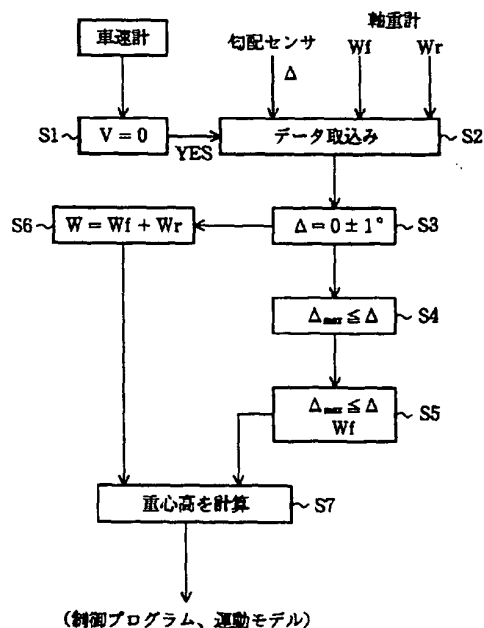 車速計
勾配センサ
Δ
軸重計
Wf Wr
S1 V = 0
YES
データ取込み S2
S6 W = Wf + Wr
Δ = 0 ± 1° S3
Δmax ≦ Δ S4
Δmax ≦ Δ
Wf S5
重心高を計算 S7
(制御プログラム、運動モデル)